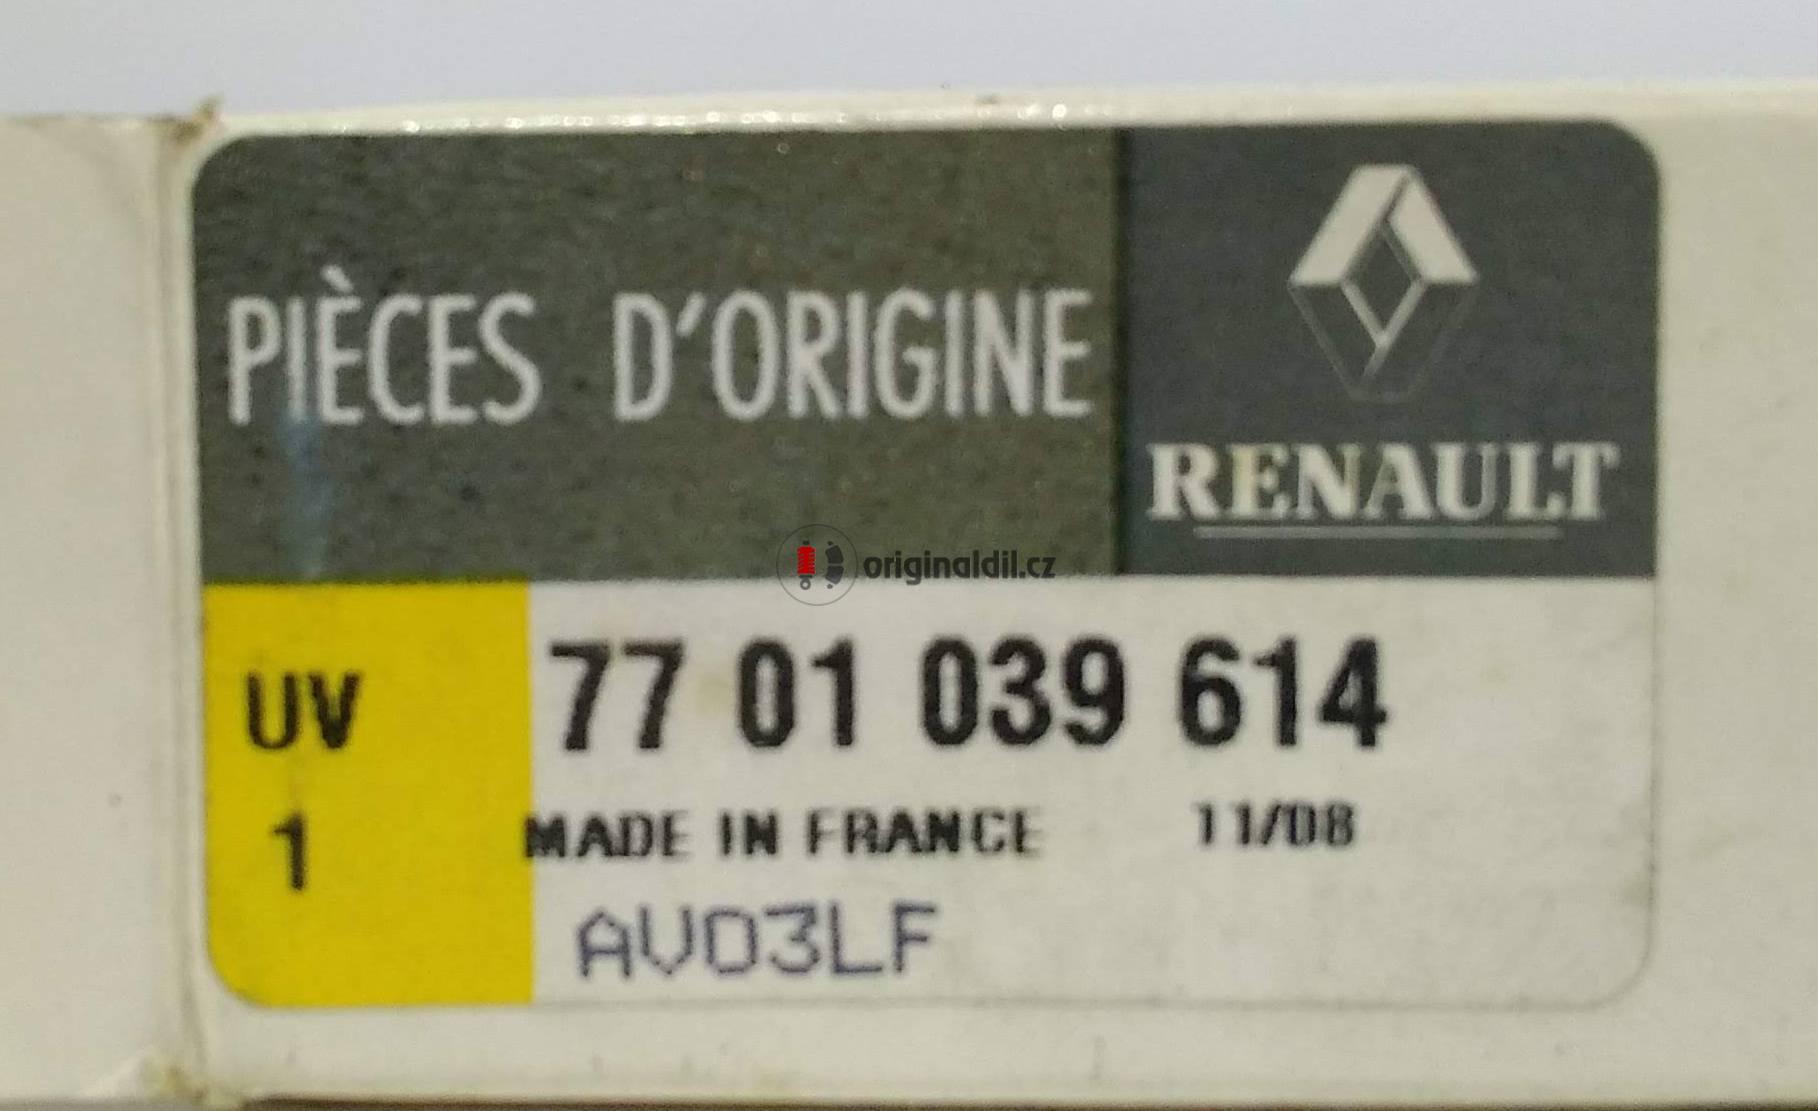 PIÈCES D'ORIGINE
RENAULT
originaldil.cz
UV 77 01 039 614
1 MADE IN FRANCE 11/08
AV03LF